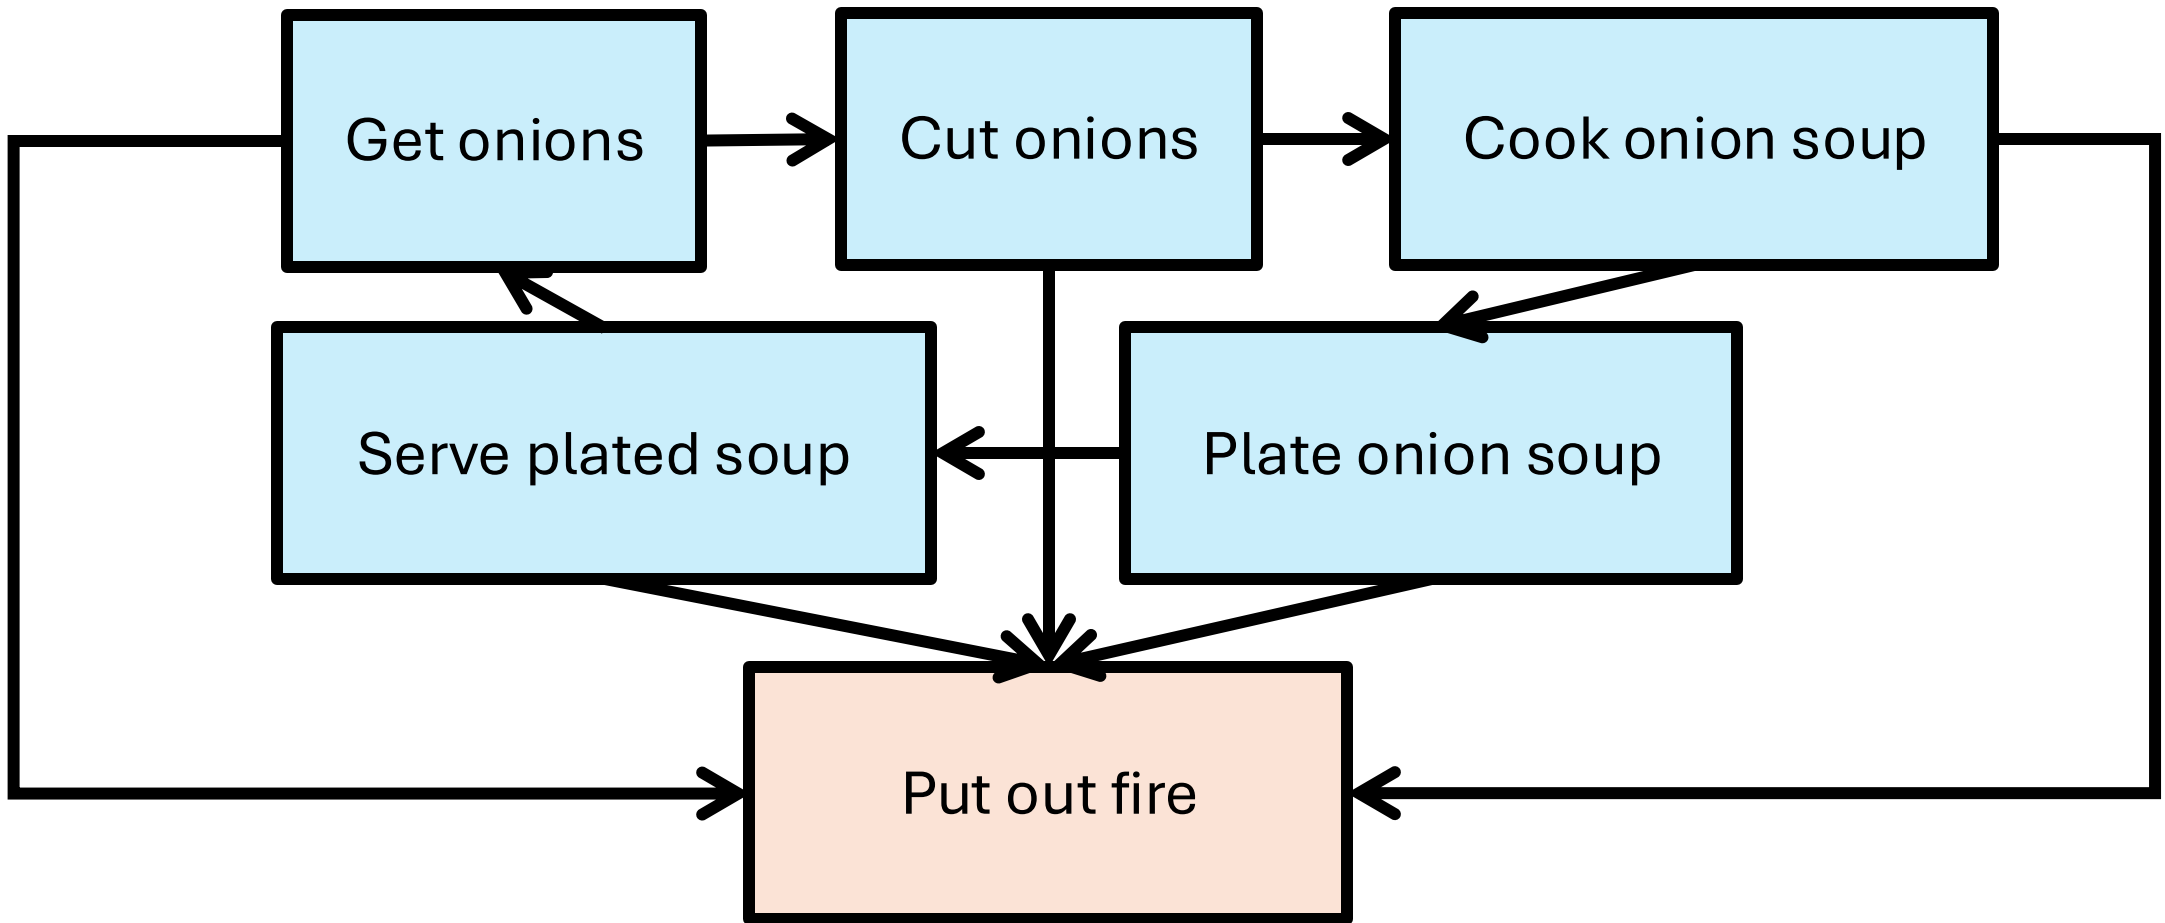 Get onions
Cut onions
Cook onion soup
Serve plated soup
Plate onion soup
Put out fire